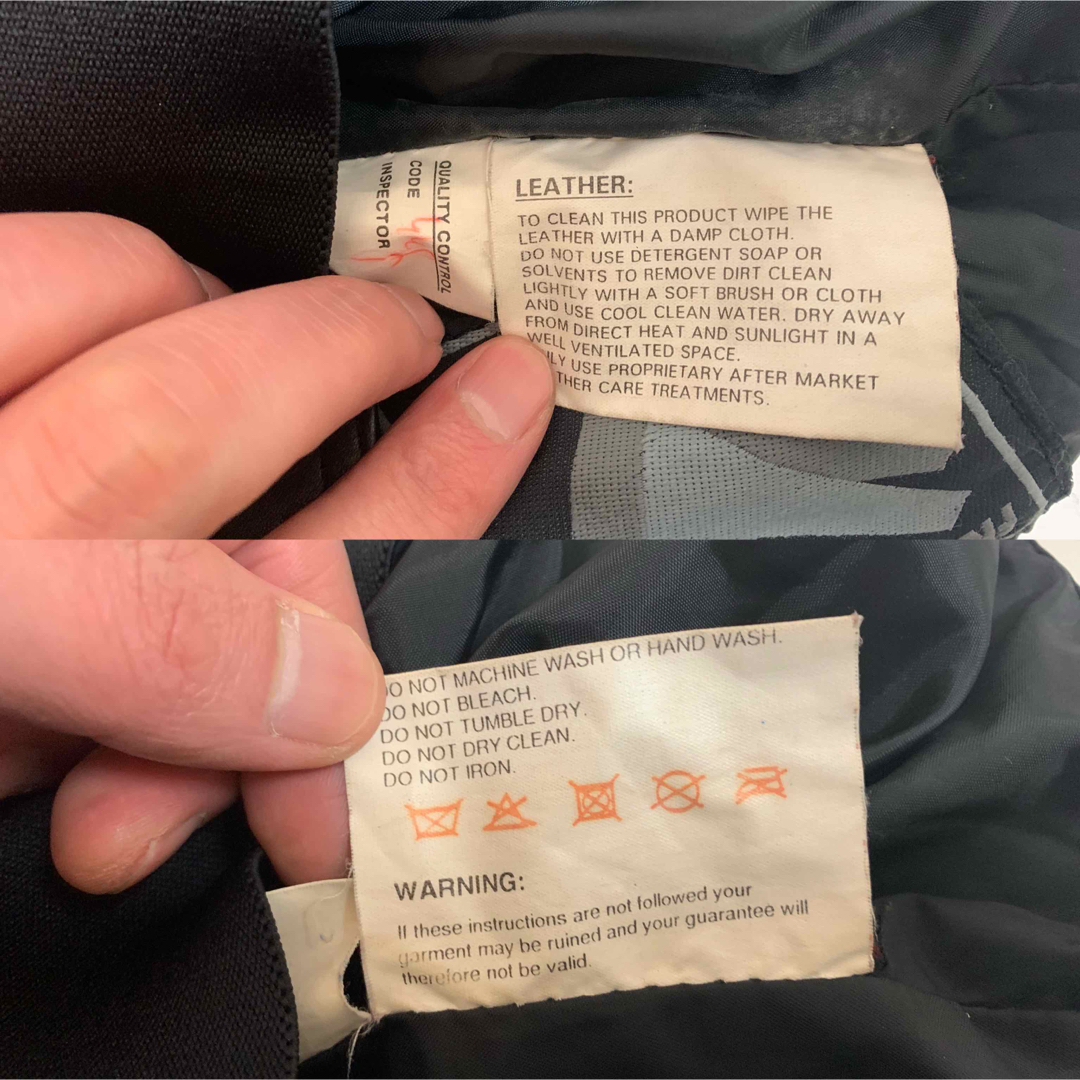 QUALITY CONTROL
CODE
INSPECTOR
LEATHER:
TO CLEAN THIS PRODUCT WIPE THE
LEATHER WITH A DAMP CLOTH.
DO NOT USE DETERGENT SOAP OR
SOLVENTS TO REMOVE DIRT CLEAN
LIGHTLY WITH A SOFT BRUSH OR CLOTH
AND USE COOL CLEAN WATER. DRY AWAY
FROM DIRECT HEAT AND SUNLIGHT IN A
WELL VENTILATED SPACE.
USE PROPRIETARY AFTER MARKET
CARE TREATMENTS.
DO NOT MACHINE WASH OR HAND WASH.
DO NOT BLEACH.
DO NOT TUMBLE DRY.
DO NOT DRY CLEAN.
DO NOT IRON.
WARNING:
If these instructions are not followed your
garment may be ruined and your guarantee will
therefore not be valid.